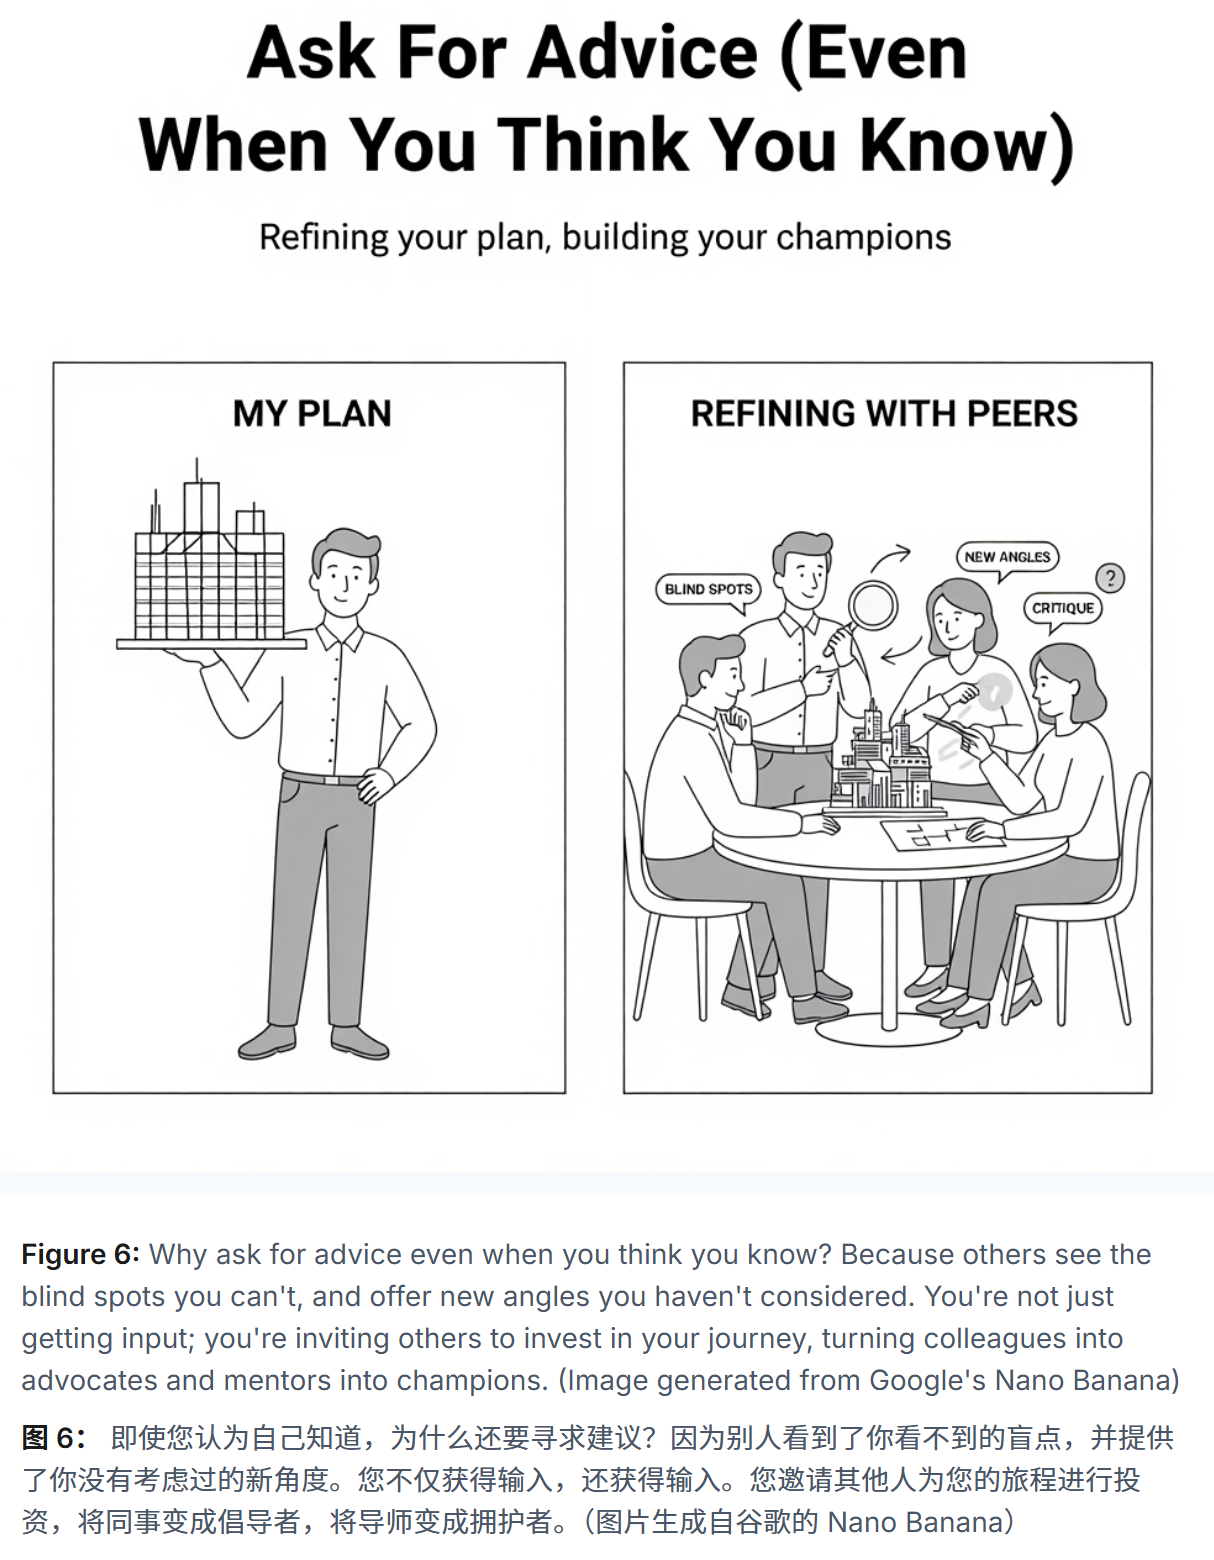 Ask For Advice (Even
When You Think You Know)
Refining your plan, building your champions
MY PLAN
REFINING WITH PEERS
BLIND SPOTS
NEW ANGLES
?
CRITIQUE
Figure 6: Why ask for advice even when you think you know? Because others see the
blind spots you can't, and offer new angles you haven't considered. You're not just
getting input; you're inviting others to invest in your journey, turning colleagues into
advocates and mentors into champions. (Image generated from Google's Nano Banana)
图 6： 即使您认为自己知道，为什么还要寻求建议？因为别人看到了你看不到的盲点，并提供
了你没有考虑过的新角度。您不仅获得输入，还获得输入。您邀请其他人为您的旅程进行投
资，将同事变成倡导者，将导师变成拥护者。（图片生成自谷歌的 Nano Banana）